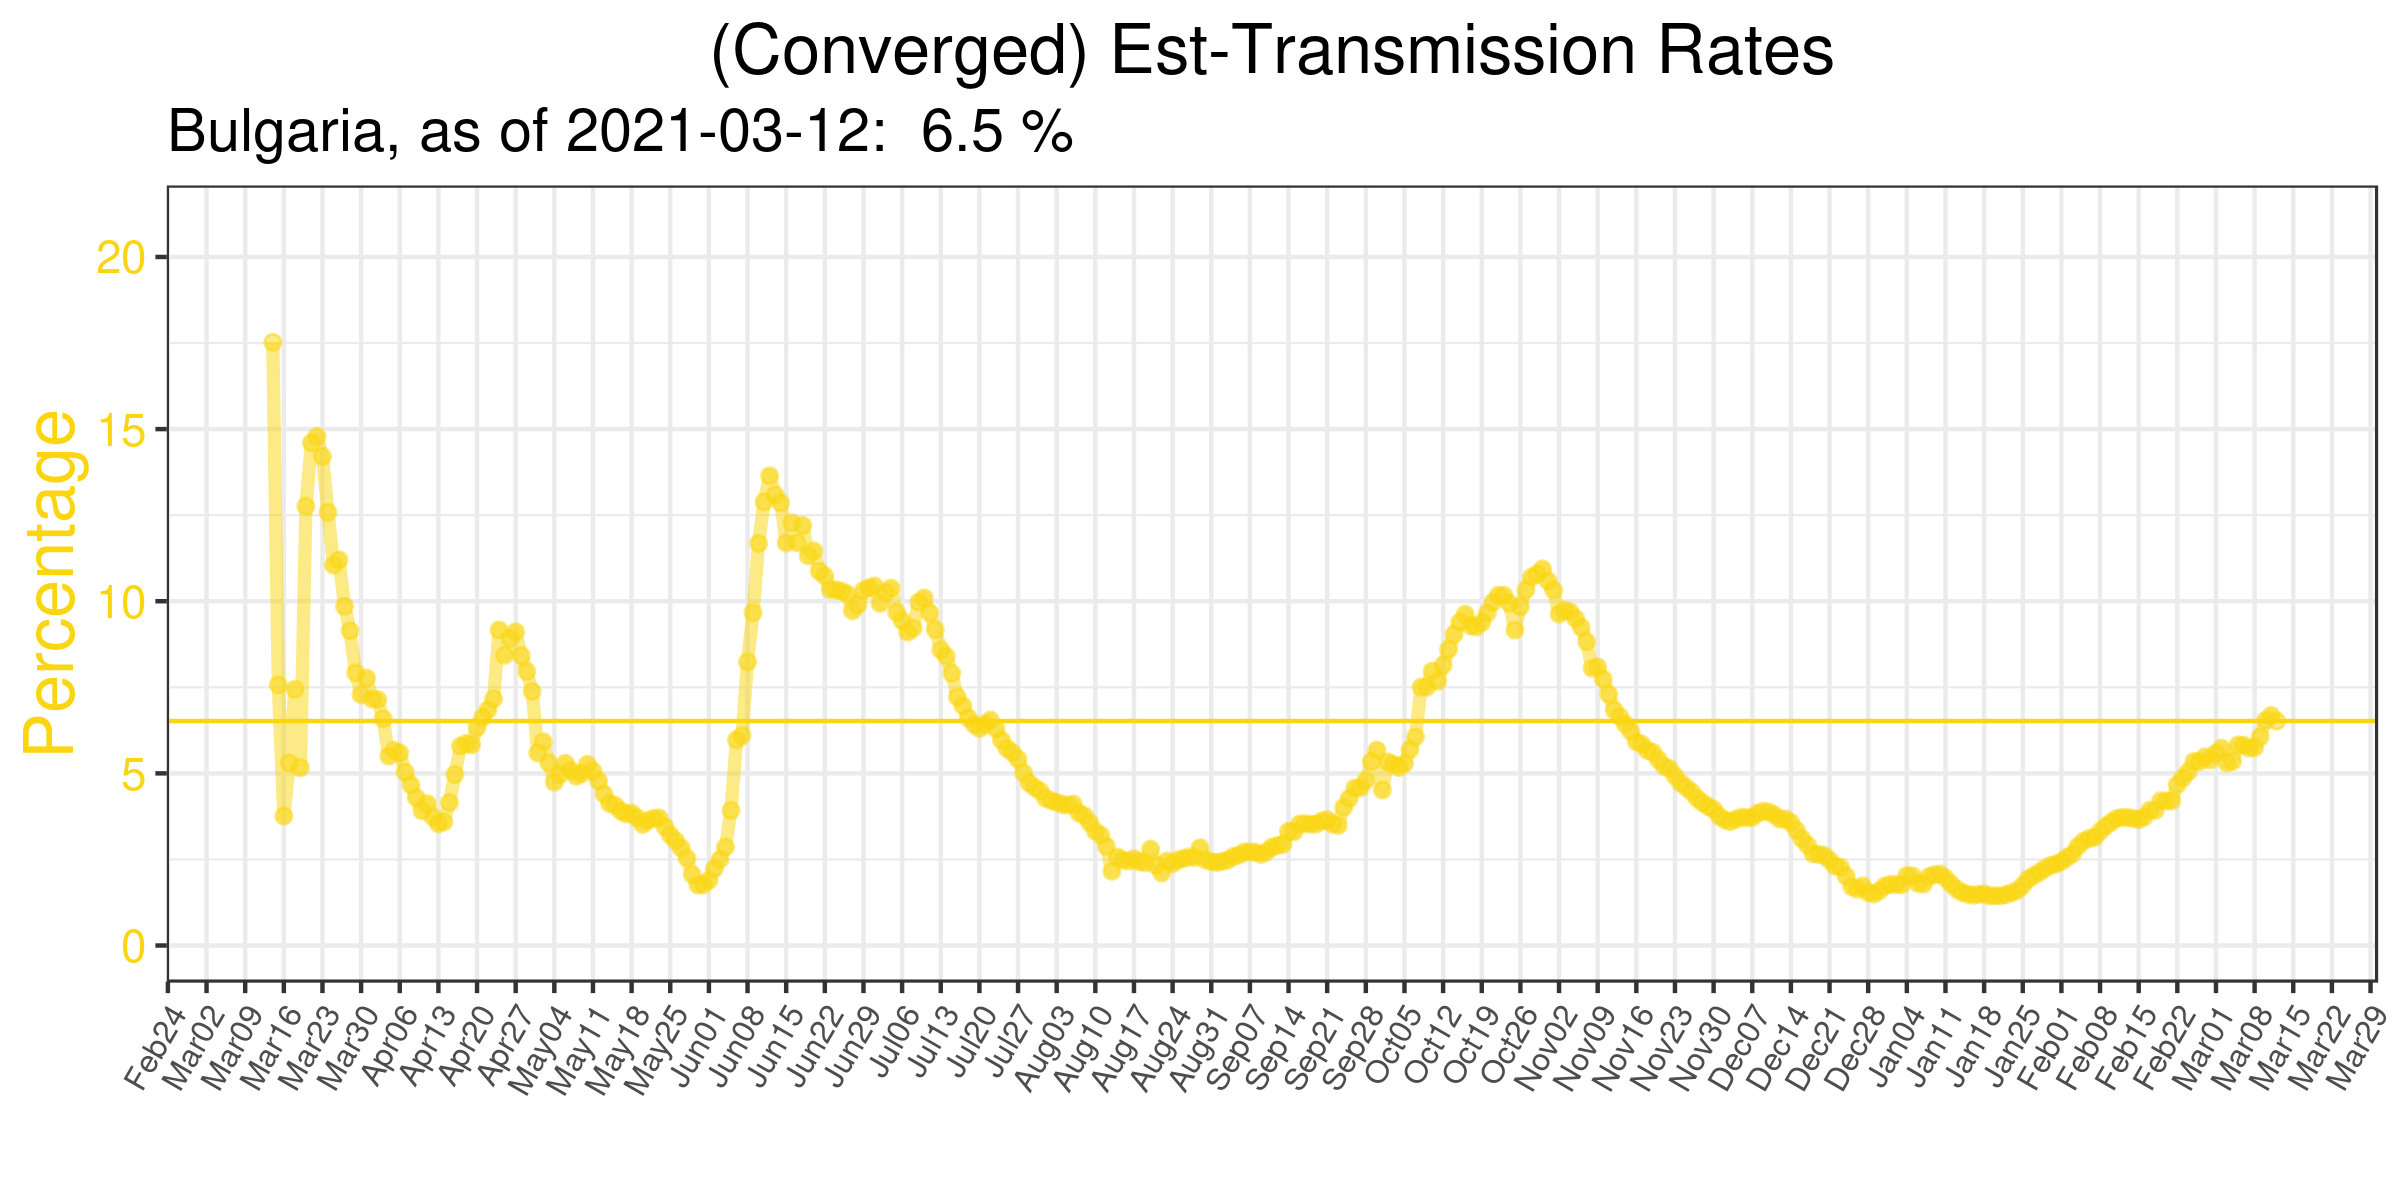 (Converged) Est-Transmission Rates
Bulgaria, as of 2021-03-12:  6.5 %
Percentage
20
15
10
5
0
Feb24
Mar02
Mar09
Mar16
Mar23
Mar30
Apr06
Apr13
Apr20
Apr27
May04
May11
May18
May25
Jun01
Jun08
Jun15
Jun22
Jun29
Jul06
Jul13
Jul20
Jul27
Aug03
Aug10
Aug17
Aug24
Aug31
Sep07
Sep14
Sep21
Sep28
Oct05
Oct12
Oct19
Oct26
Nov02
Nov09
Nov16
Nov23
Nov30
Dec07
Dec14
Dec21
Dec28
Jan04
Jan11
Jan18
Jan25
Feb01
Feb08
Feb15
Feb22
Mar01
Mar08
Mar15
Mar22
Mar29